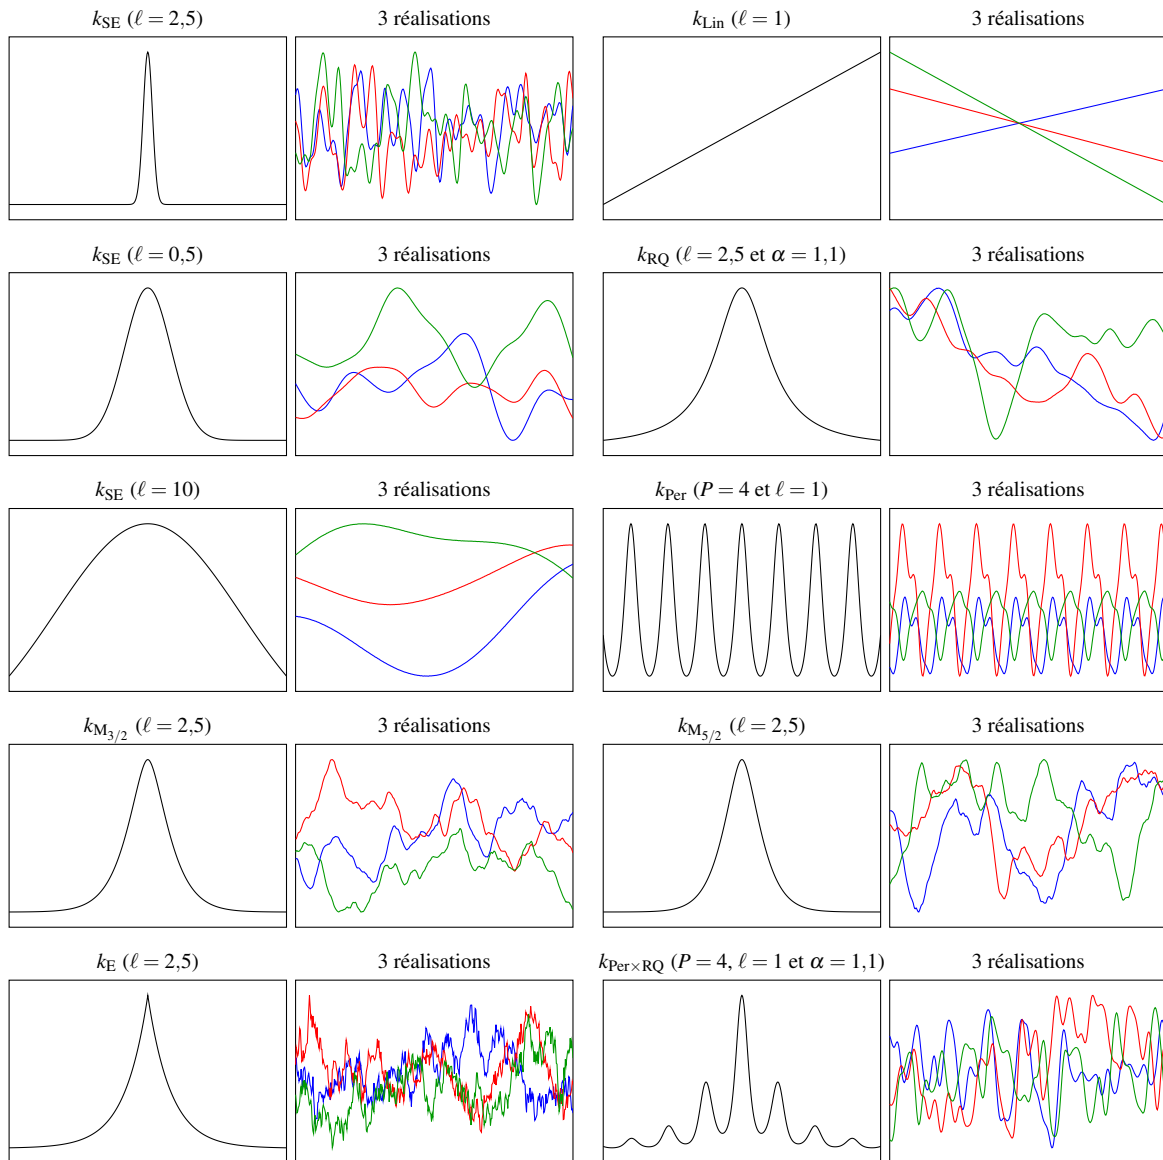 k_SE (ℓ = 2,5)
3 réalisations
k_Lin (ℓ = 1)
3 réalisations
k_SE (ℓ = 0,5)
3 réalisations
k_RQ (ℓ = 2,5 et α = 1,1)
3 réalisations
k_SE (ℓ = 10)
3 réalisations
k_Per (P = 4 et ℓ = 1)
3 réalisations
k_M_3/2 (ℓ = 2,5)
3 réalisations
k_M_5/2 (ℓ = 2,5)
3 réalisations
k_E (ℓ = 2,5)
3 réalisations
k_Per×RQ (P = 4, ℓ = 1 et α = 1,1)
3 réalisations